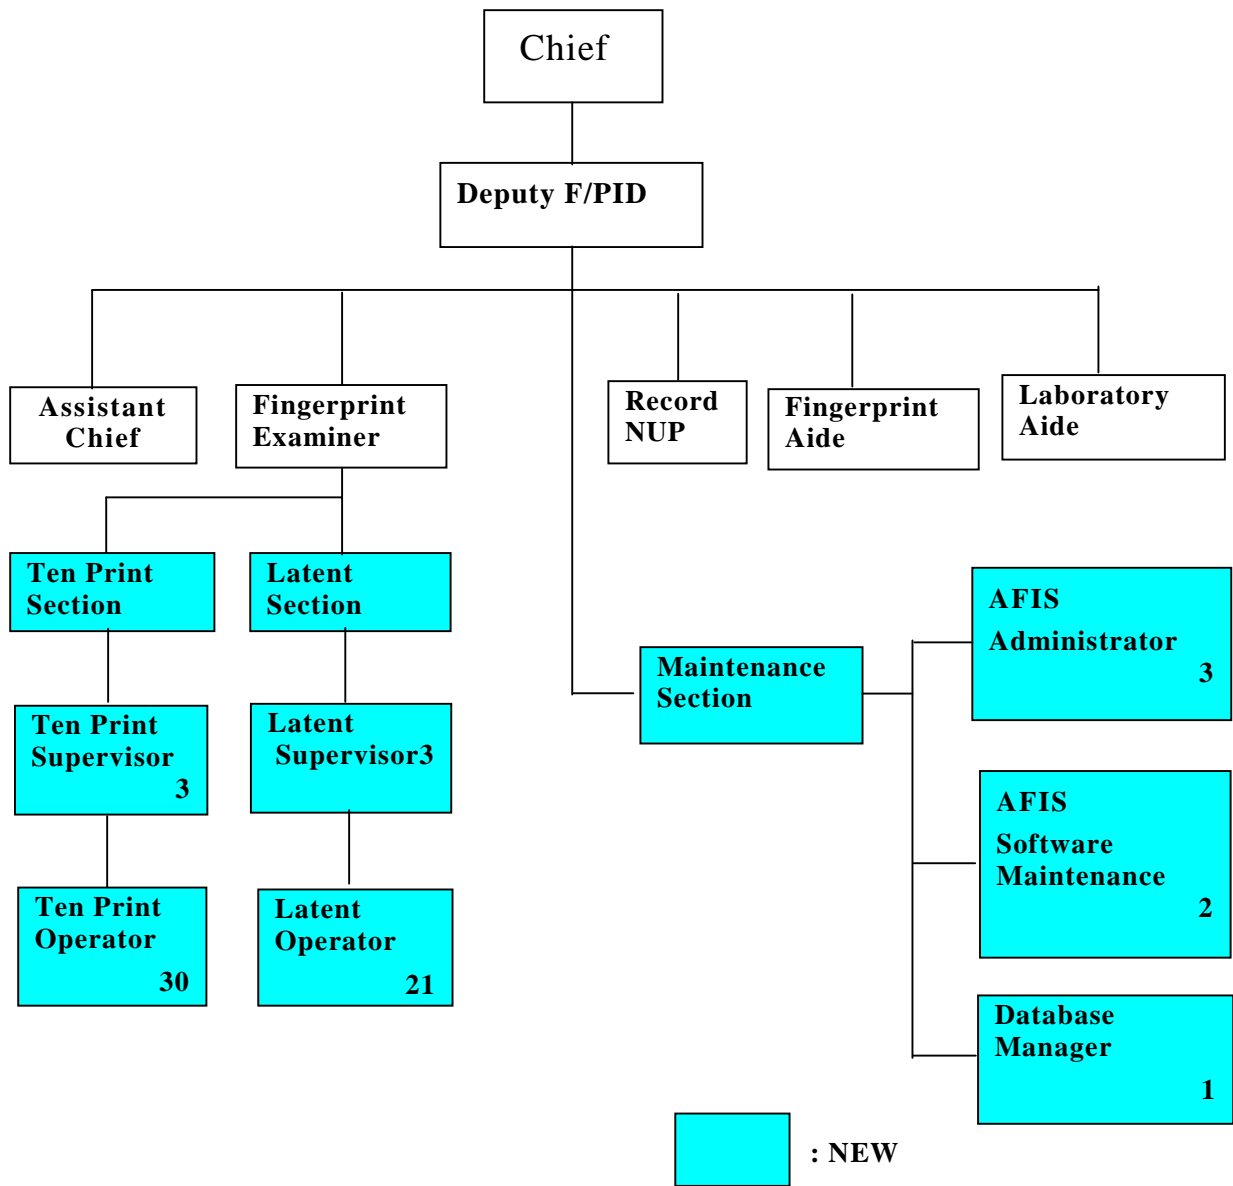 Chief
Deputy F/PID
Assistant
Chief
Fingerprint
Examiner
Record
NUP
Fingerprint
Aide
Laboratory
Aide
Ten Print
Section
Latent
Section
Ten Print
Supervisor
3
Latent
Supervisor3
Ten Print
Operator
30
Latent
Operator
21
Maintenance
Section
AFIS
Administrator
3
AFIS
Software
Maintenance
2
Database
Manager
1
: NEW